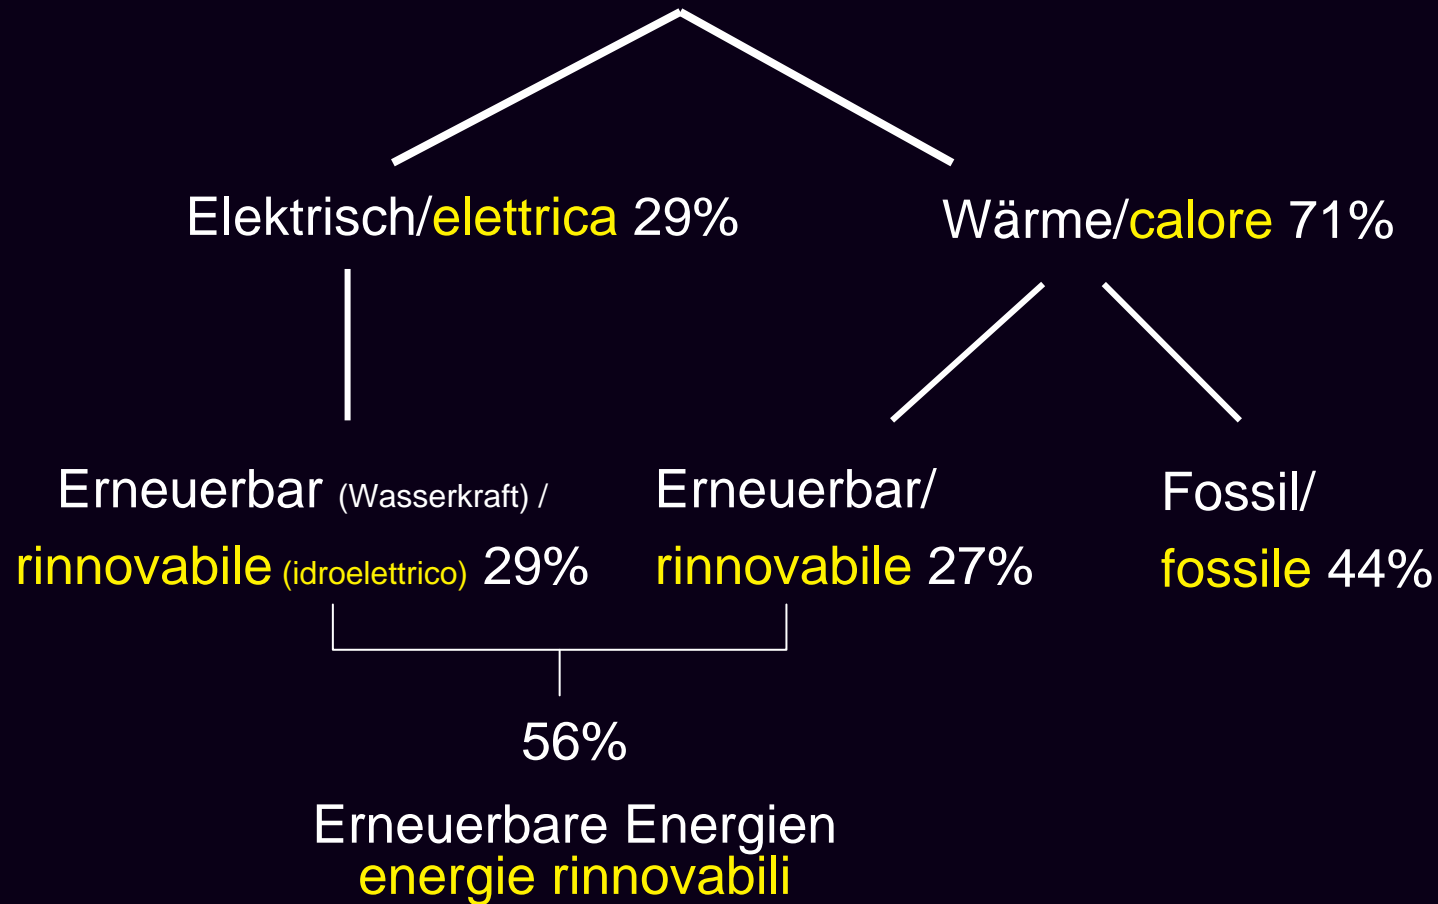 Elektrisch/elettrica 29%
Wärme/calore 71%
Erneuerbar (Wasserkraft) /
rinnovabile (idroelettrico) 29%
Erneuerbar/
rinnovabile 27%
Fossil/
fossile 44%
56%
Erneuerbare Energien
energie rinnovabili